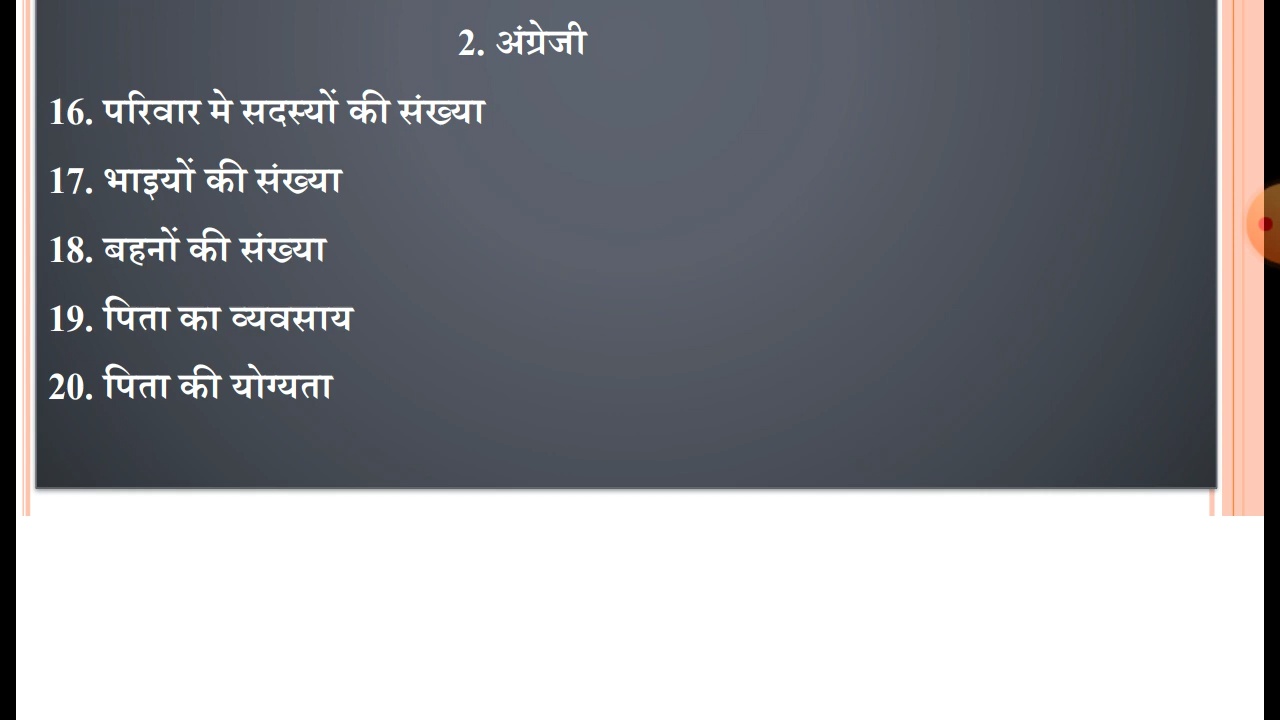 2. अंग्रेजी
16. परिवार मे सदस्यों की संख्या
17. भाइयों की संख्या
18. बहनों की संख्या
19. पिता का व्यवसाय
20. पिता की योग्यता